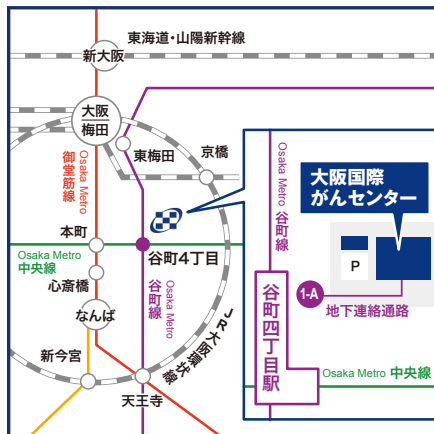 東海道・山陽新幹線
新大阪
大阪
梅田
東梅田
京橋
Osaka Metro
御堂筋線
本町
Osaka Metro
中央線
谷町4丁目
心斎橋
Osaka Metro
谷町線
なんば
JR大阪環状線
新今宮
天王寺
Osaka Metro
谷町線
大阪国際
がんセンター
P
1-A
地下連絡通路
谷町四丁目駅
Osaka Metro 中央線